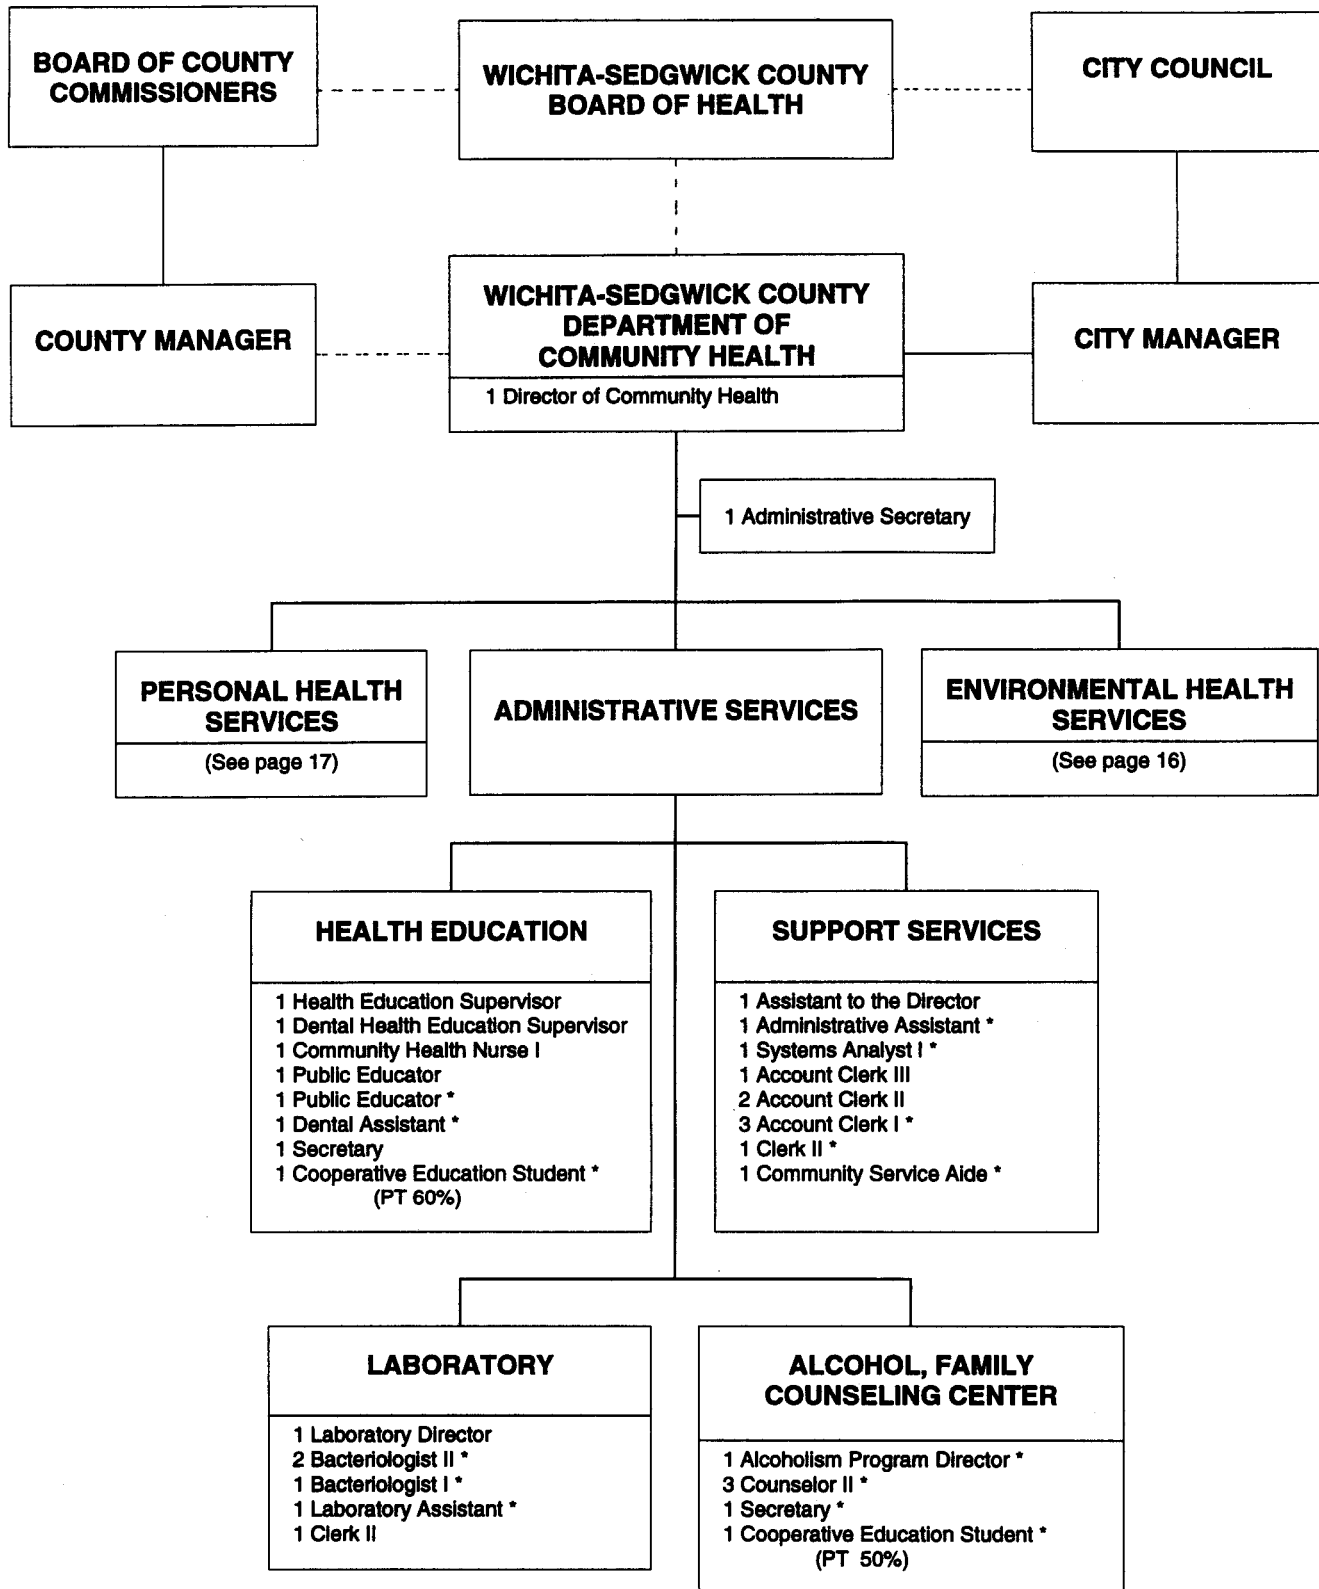 BOARD OF COUNTY
COMMISSIONERS
WICHITA-SEDGWICK COUNTY
BOARD OF HEALTH
CITY COUNCIL
COUNTY MANAGER
WICHITA-SEDGWICK COUNTY
DEPARTMENT OF
COMMUNITY HEALTH
1 Director of Community Health
CITY MANAGER
1 Administrative Secretary
PERSONAL HEALTH
SERVICES
(See page 17)
ADMINISTRATIVE SERVICES
ENVIRONMENTAL HEALTH
SERVICES
(See page 16)
HEALTH EDUCATION
1 Health Education Supervisor
1 Dental Health Education Supervisor
1 Community Health Nurse I
1 Public Educator
1 Public Educator *
1 Dental Assistant *
1 Secretary
1 Cooperative Education Student *
(PT 60%)
SUPPORT SERVICES
1 Assistant to the Director
1 Administrative Assistant *
1 Systems Analyst I *
1 Account Clerk III
2 Account Clerk II
3 Account Clerk I *
1 Clerk II *
1 Community Service Aide *
LABORATORY
1 Laboratory Director
2 Bacteriologist II *
1 Bacteriologist I *
1 Laboratory Assistant *
1 Clerk II
ALCOHOL, FAMILY
COUNSELING CENTER
1 Alcoholism Program Director *
3 Counselor II *
1 Secretary *
1 Cooperative Education Student *
(PT 50%)